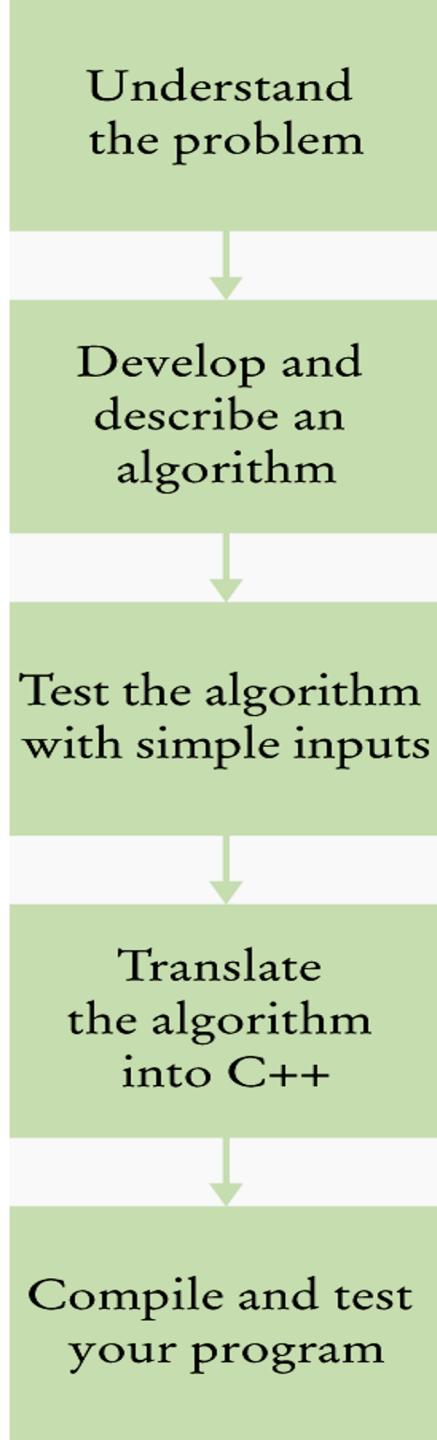 Understand
the problem
Develop and
describe an
algorithm
Test the algorithm
with simple inputs
Translate
the algorithm
into C++
Compile and test
your program